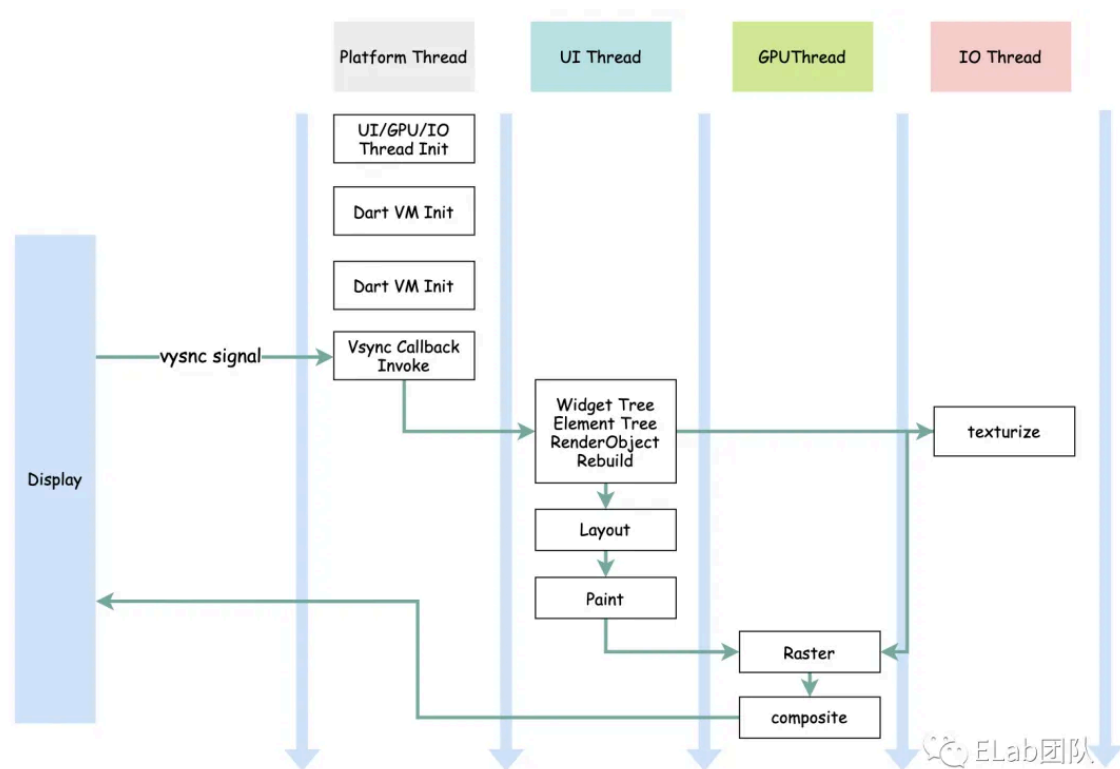 Platform Thread
UI Thread
GPUThread
IO Thread
UI/GPU/IO
Thread Init
Dart VM Init
Dart VM Init
vysnc signal
Vsync Callback
Invoke
Widget Tree
Element Tree
RenderObject
Rebuild
texturize
Display
Layout
Paint
Raster
composite
ELab团队